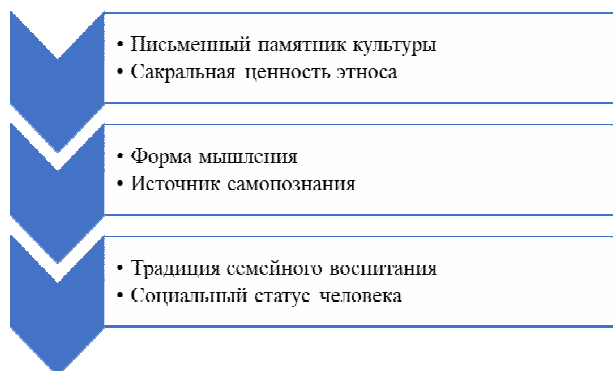 • Письменный памятник культуры
• Сакральная ценность этноса
• Форма мышления
• Источник самопознания
• Традиция семейного воспитания
• Социальный статус человека